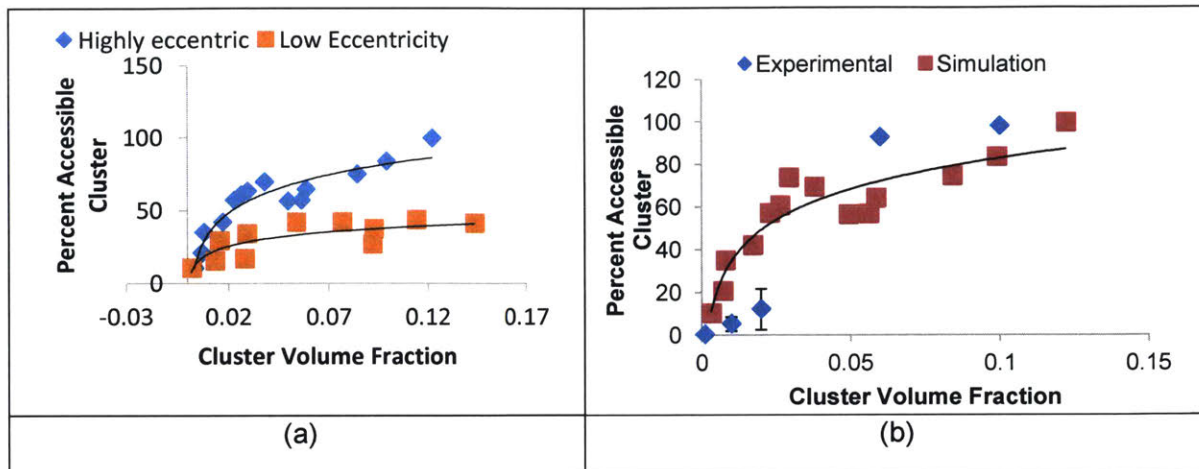 Highly eccentric Low Eccentricity
150
100
50
0
Percent Accessible
Cluster
-0.03 0.02 0.07 0.12 0.17
Cluster Volume Fraction
(a)
Experimental Simulation
120
100
80
60
40
20
0
Percent Accessible
Cluster
0 0.05 0.1 0.15
Cluster Volume Fraction
(b)